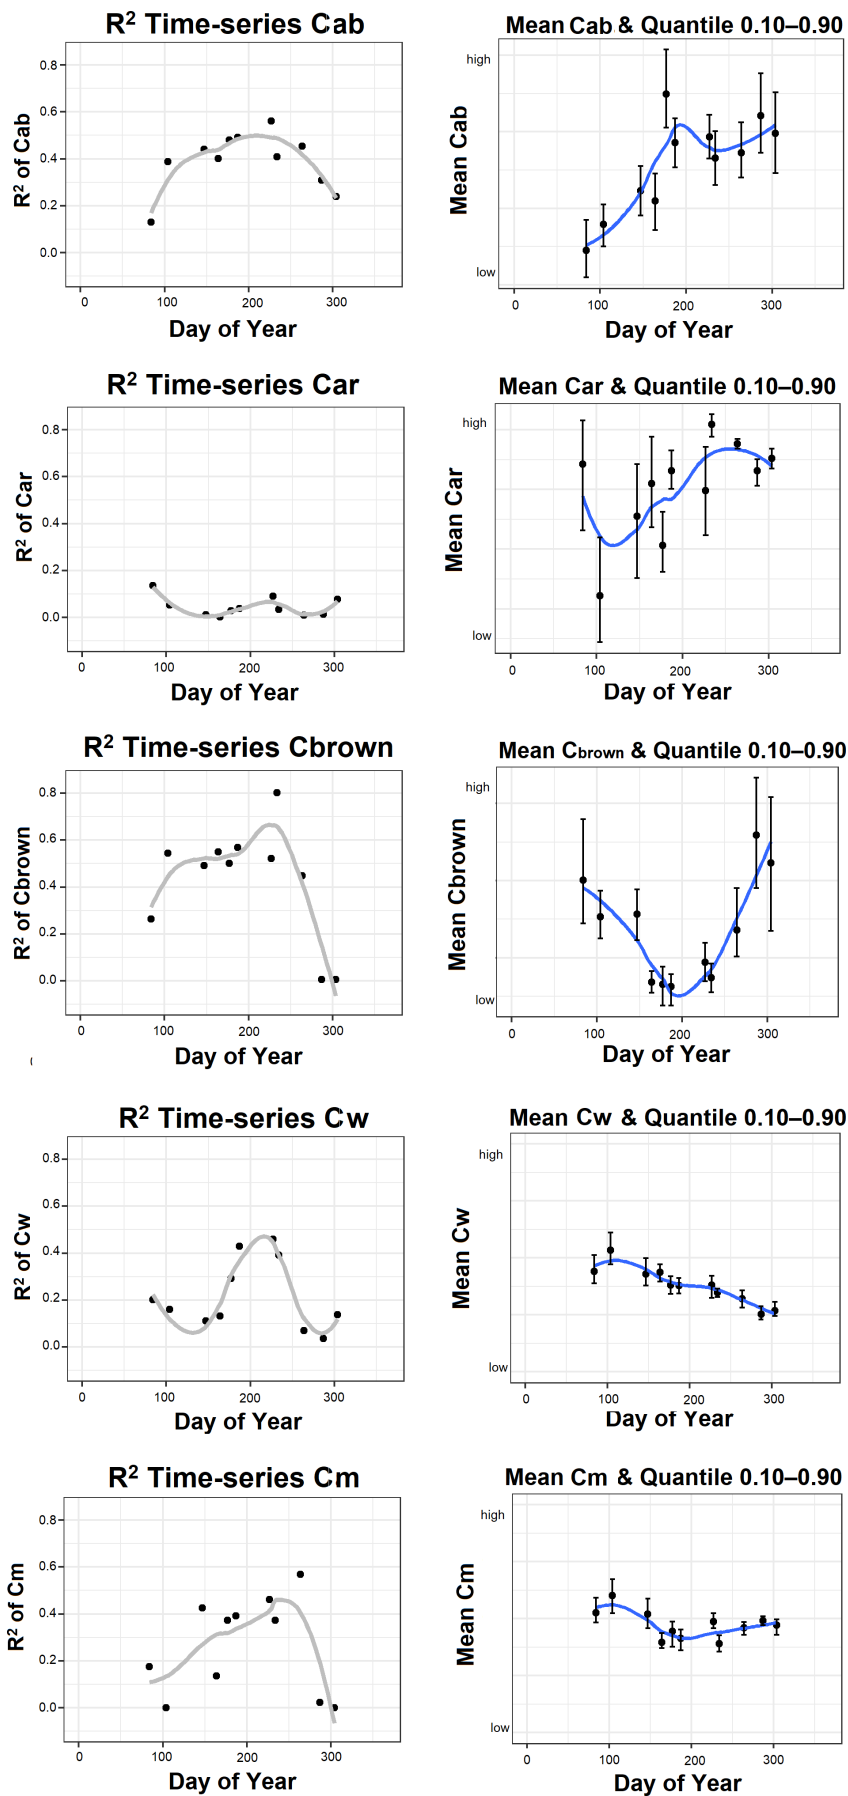 R² Time-series Cab
Mean Cab & Quantile 0.10–0.90
R² of Cab
0.8
0.6
0.4
0.2
0.0
0 100 200 300
Day of Year
Mean Cab
high
low
0 100 200 300
Day of Year
R² Time-series Car
Mean Car & Quantile 0.10–0.90
R² of Car
0.8
0.6
0.4
0.2
0.0
0 100 200 300
Day of Year
Mean Car
high
low
0 100 200 300
Day of Year
R² Time-series Cbrown
Mean Cbrown & Quantile 0.10–0.90
R² of Cbrown
0.8
0.6
0.4
0.2
0.0
0 100 200 300
Day of Year
Mean Cbrown
high
low
0 100 200 300
Day of Year
R² Time-series Cw
Mean Cw & Quantile 0.10–0.90
R² of Cw
0.8
0.6
0.4
0.2
0.0
0 100 200 300
Day of Year
Mean Cw
high
low
0 100 200 300
Day of Year
R² Time-series Cm
Mean Cm & Quantile 0.10–0.90
R² of Cm
0.8
0.6
0.4
0.2
0.0
0 100 200 300
Day of Year
Mean Cm
high
low
0 100 200 300
Day of Year